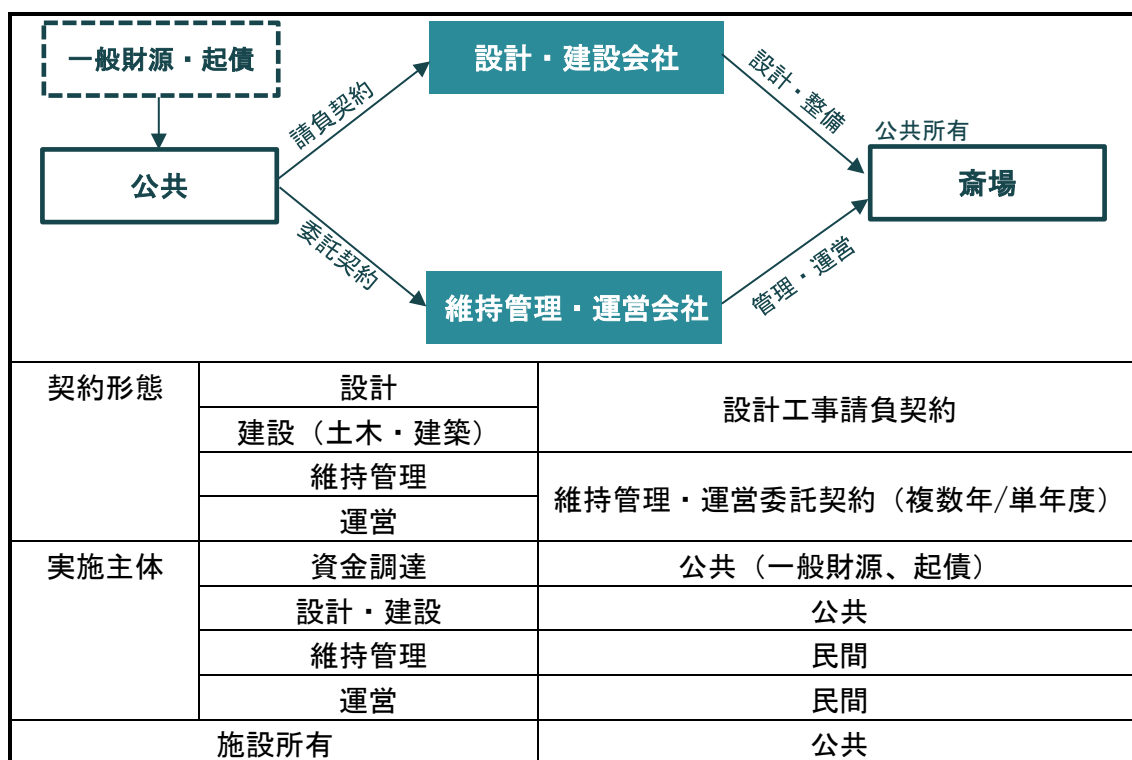 一般財源・起債
設計・建設会社
請負契約
設計・整備
公共所有
公共
斎場
委託契約
管理・運営
維持管理・運営会社
契約形態
設計
設計工事請負契約
建設（土木・建築）
維持管理
維持管理・運営委託契約（複数年/単年度）
運営
実施主体
資金調達
公共（一般財源、起債）
設計・建設
公共
維持管理
民間
運営
民間
施設所有
公共